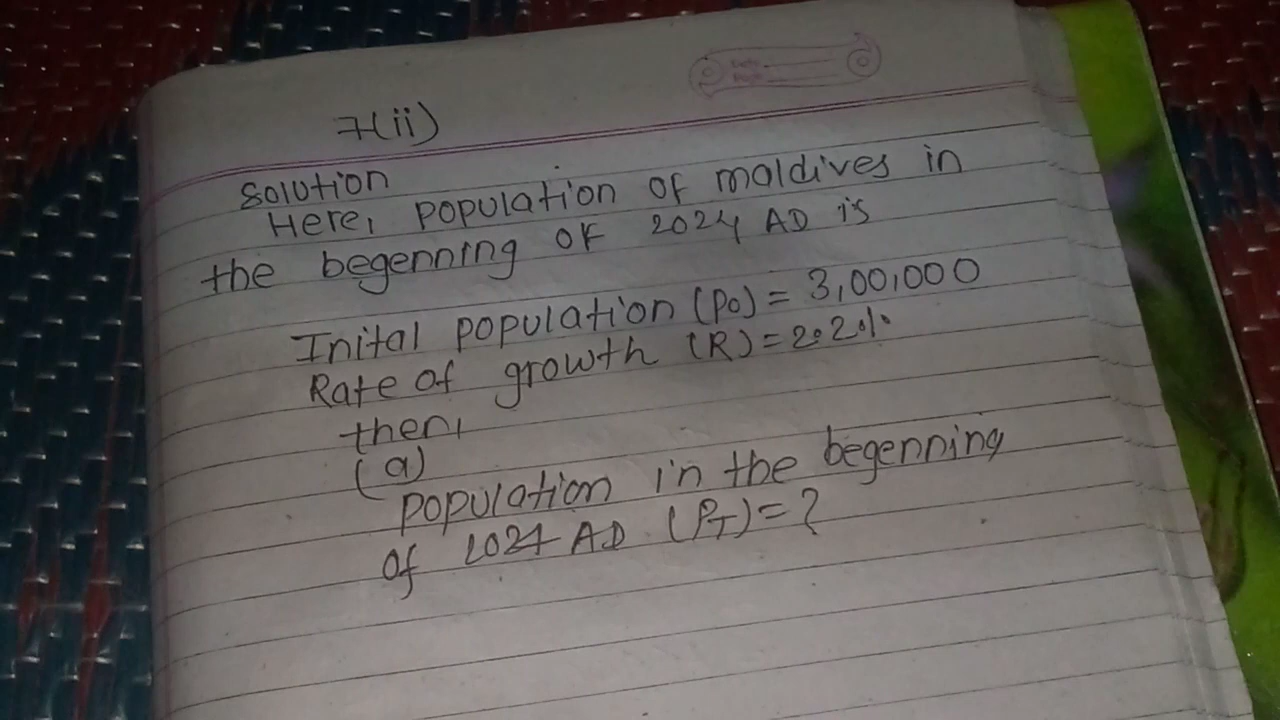 7(ii)
solution
Here, population of maldives in
the begenning of 2024 AD is
Inital population (P0) = 3,00,000
Rate of growth (R) = 2.2%
then,
(a)
population in the begenning
of 2027 AD (PT) = ?